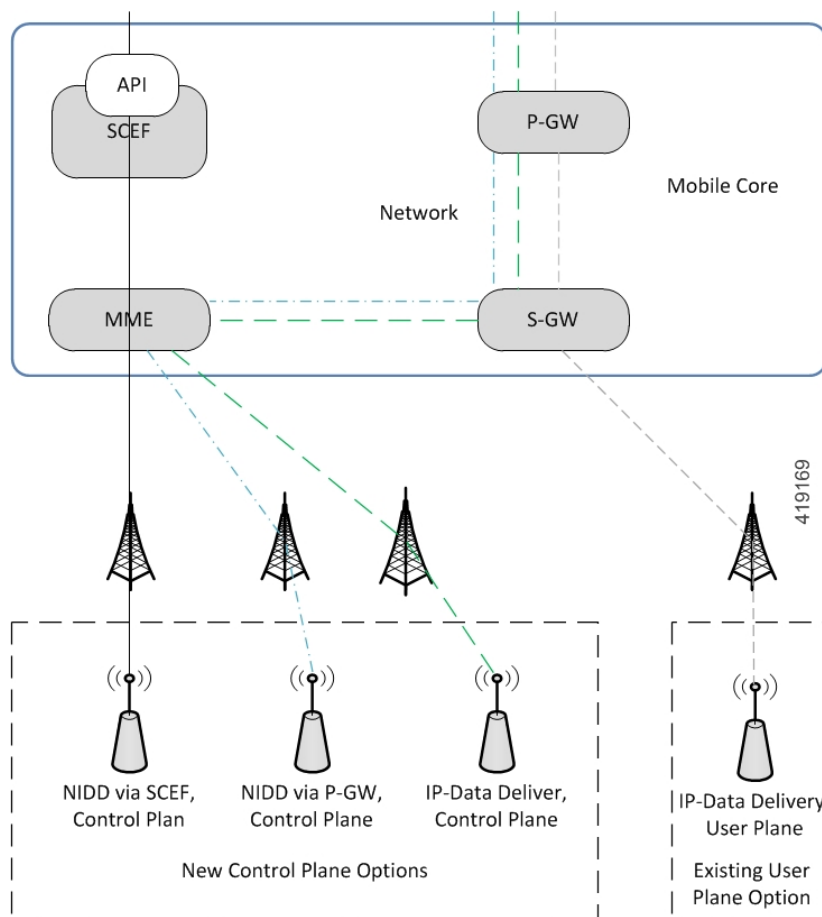 API
SCEF
P-GW
Mobile Core
Network
MME
S-GW
419169
NIDD via SCEF,
Control Plan
NIDD via P-GW,
Control Plane
IP-Data Deliver,
Control Plane
IP-Data Delivery
User Plane
New Control Plane Options
Existing User
Plane Option